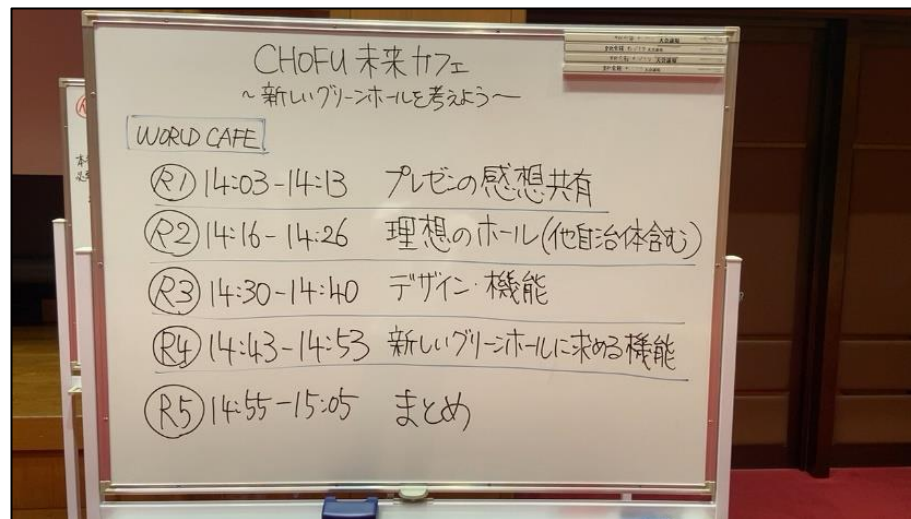 CHOFU 未来カフェ
～新しいグリーンホールを考えよう～
WORLD CAFE
R1 14:03-14:13 プレゼンの感想共有
R2 14:16-14:26 理想のホール(他自治体含む)
R3 14:30-14:40 デザイン・機能
R4 14:43-14:53 新しいグリーンホールに求める機能
R5 14:55-15:05 まとめ